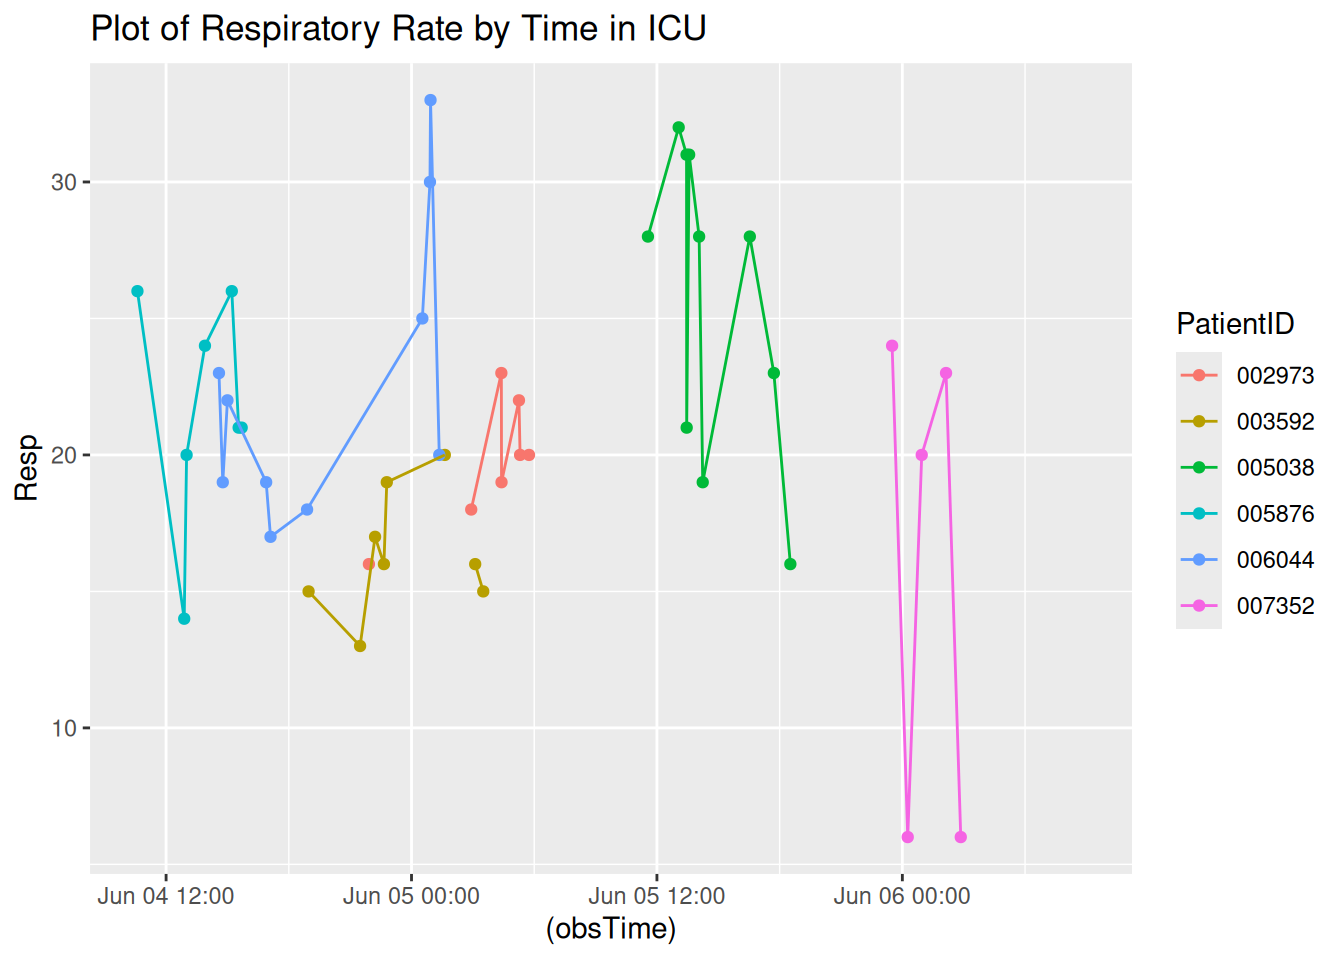 Plot of Respiratory Rate by Time in ICU
30
20
10
Resp
Jun 04 12:00
Jun 05 00:00
Jun 05 12:00
Jun 06 00:00
(obsTime)
PatientID
002973
003592
005038
005876
006044
007352